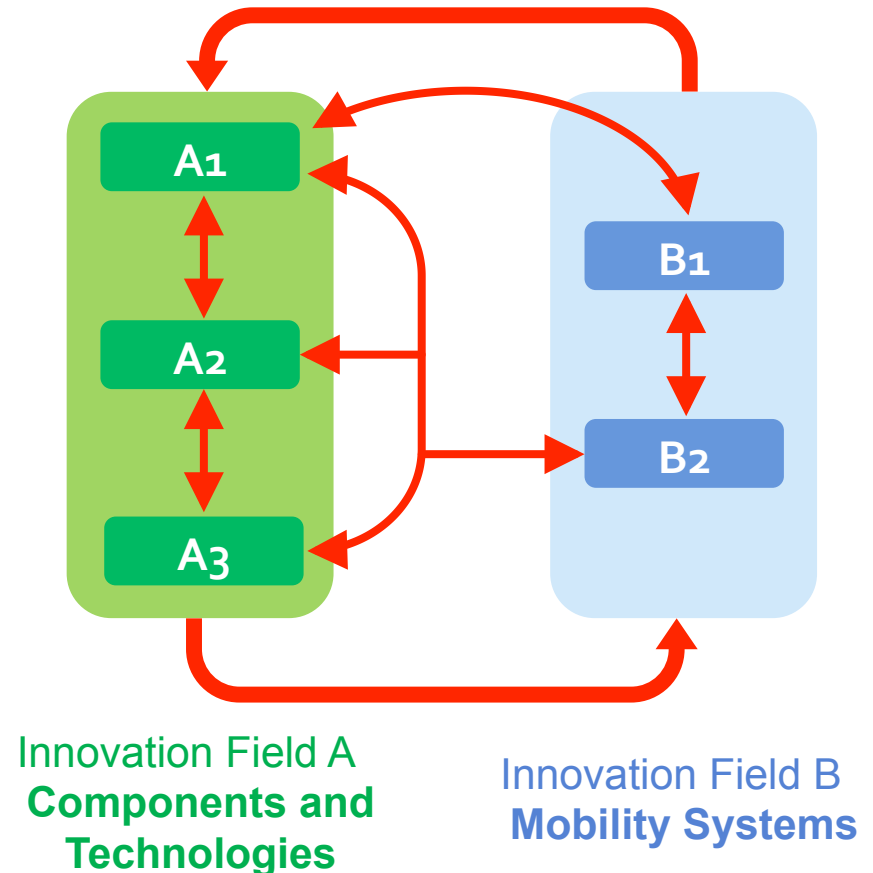 A1
A2
A3
B1
B2
Innovation Field A
Components and
Technologies
Innovation Field B
Mobility Systems